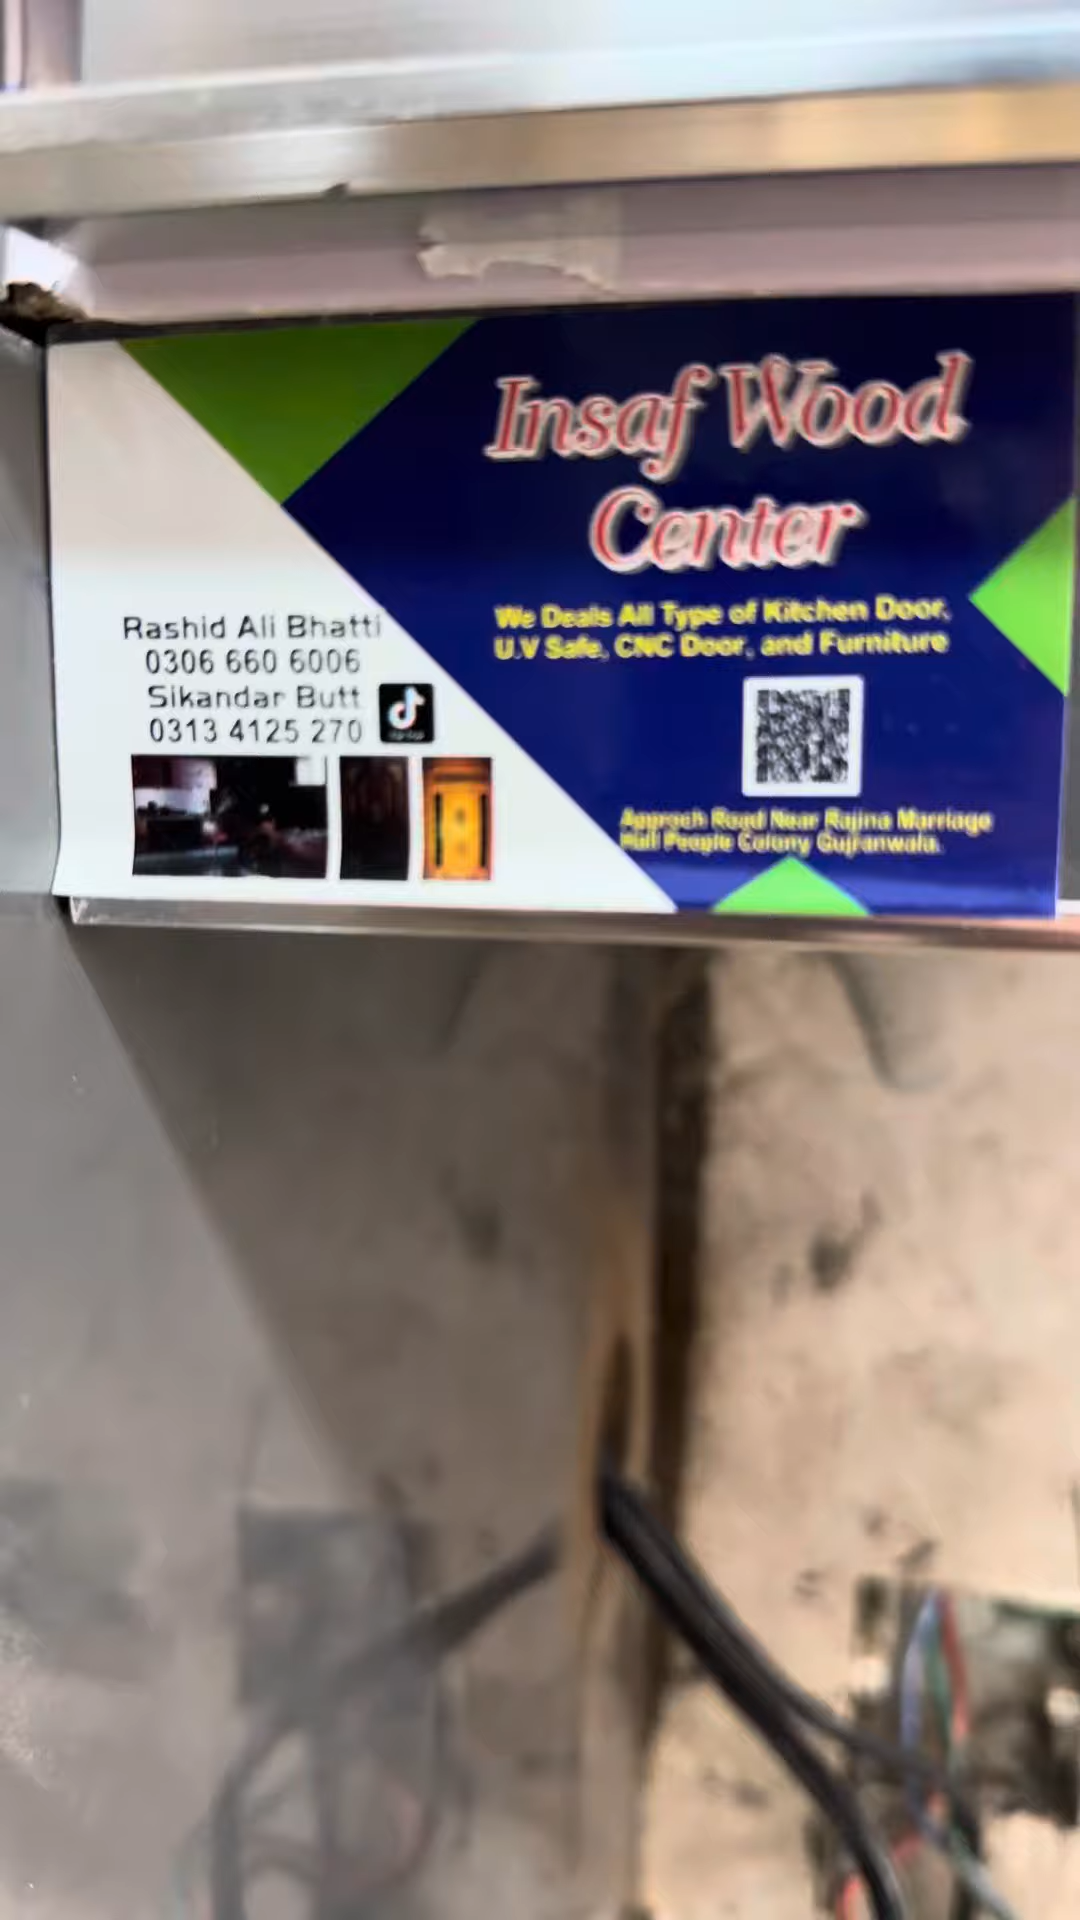 Insaf Wood
Center
We Deals All Type of Kitchen Door,
U.V Safe, CNC Door, and Furniture
Rashid Ali Bhatti
0306 660 6006
Sikandar Butt
0313 4125 270
Approch Road Near Rajina Marriage
Hall People Colony Gujranwala.